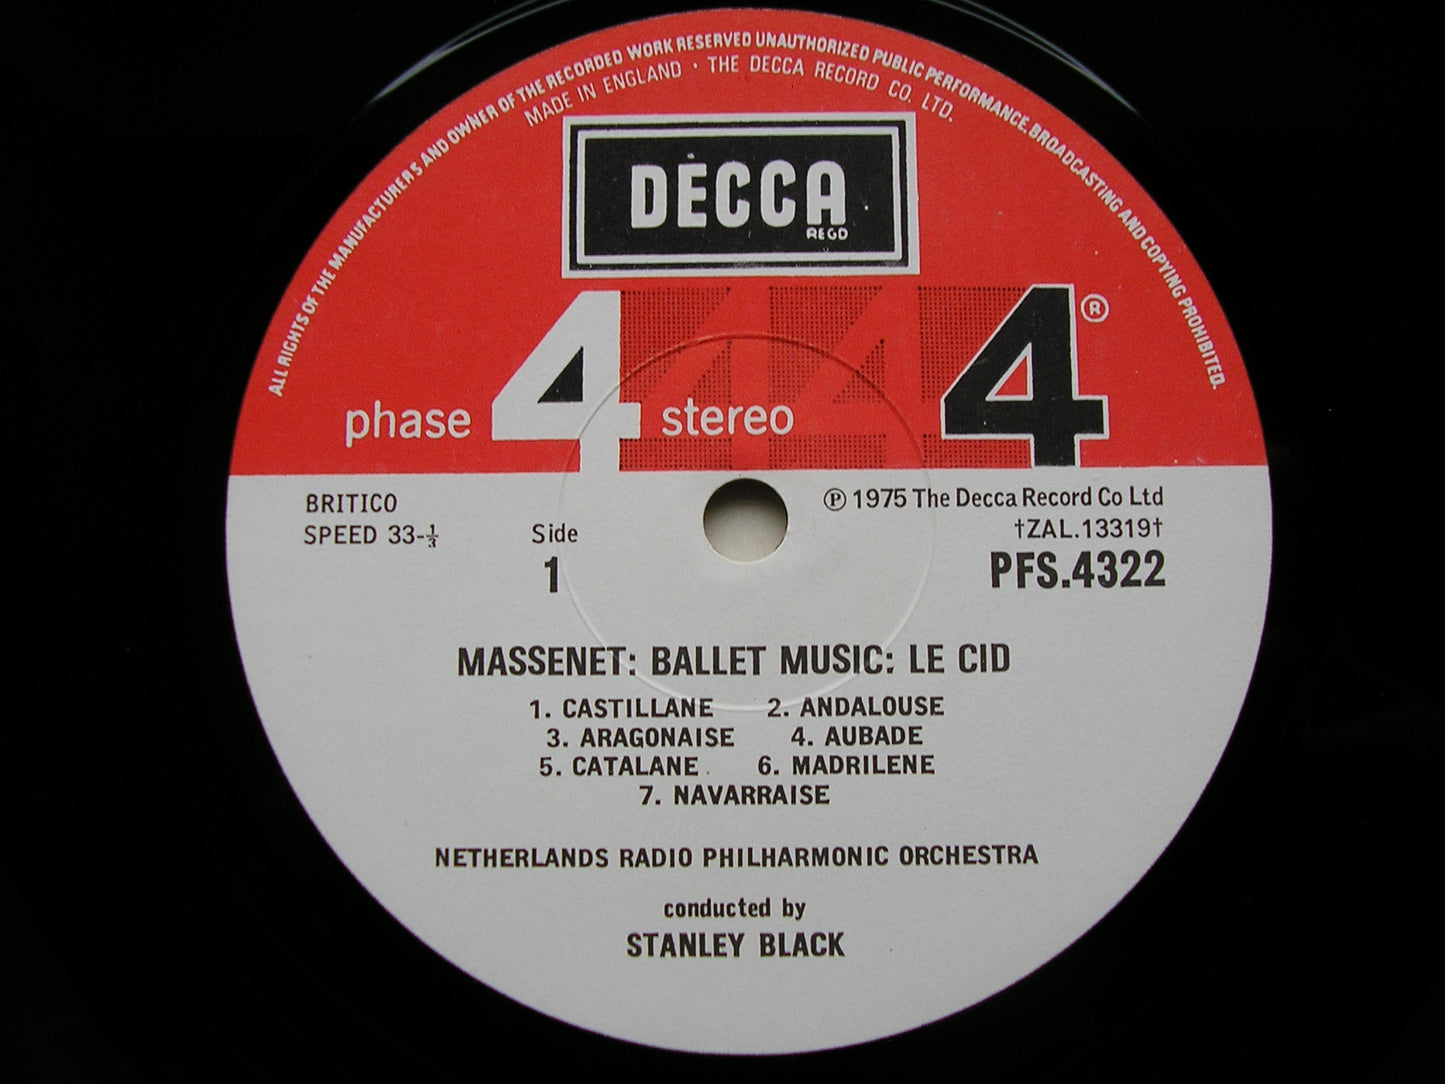 ALL RIGHTS OF THE MANUFACTURERS AND OWNER OF THE RECORDED WORK RESERVED UNAUTHORIZED PUBLIC PERFORMANCE, BROADCASTING AND COPYING PROHIBITED.
MADE IN ENGLAND · THE DECCA RECORD CO. LTD.
DECCA
REGD
phase 4 stereo 4 ®
BRITICO
SPEED 33-⅓
Side
1
℗ 1975 The Decca Record Co Ltd
†ZAL.13319†
PFS.4322
MASSENET: BALLET MUSIC: LE CID
1. CASTILLANE 2. ANDALOUSE
3. ARAGONAISE 4. AUBADE
5. CATALANE 6. MADRILENE
7. NAVARRAISE
NETHERLANDS RADIO PHILHARMONIC ORCHESTRA
conducted by
STANLEY BLACK